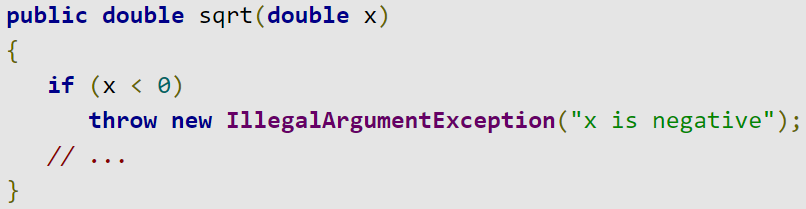 public double sqrt(double x)
{
   if (x < 0)
      throw new IllegalArgumentException("x is negative");
   // ...
}